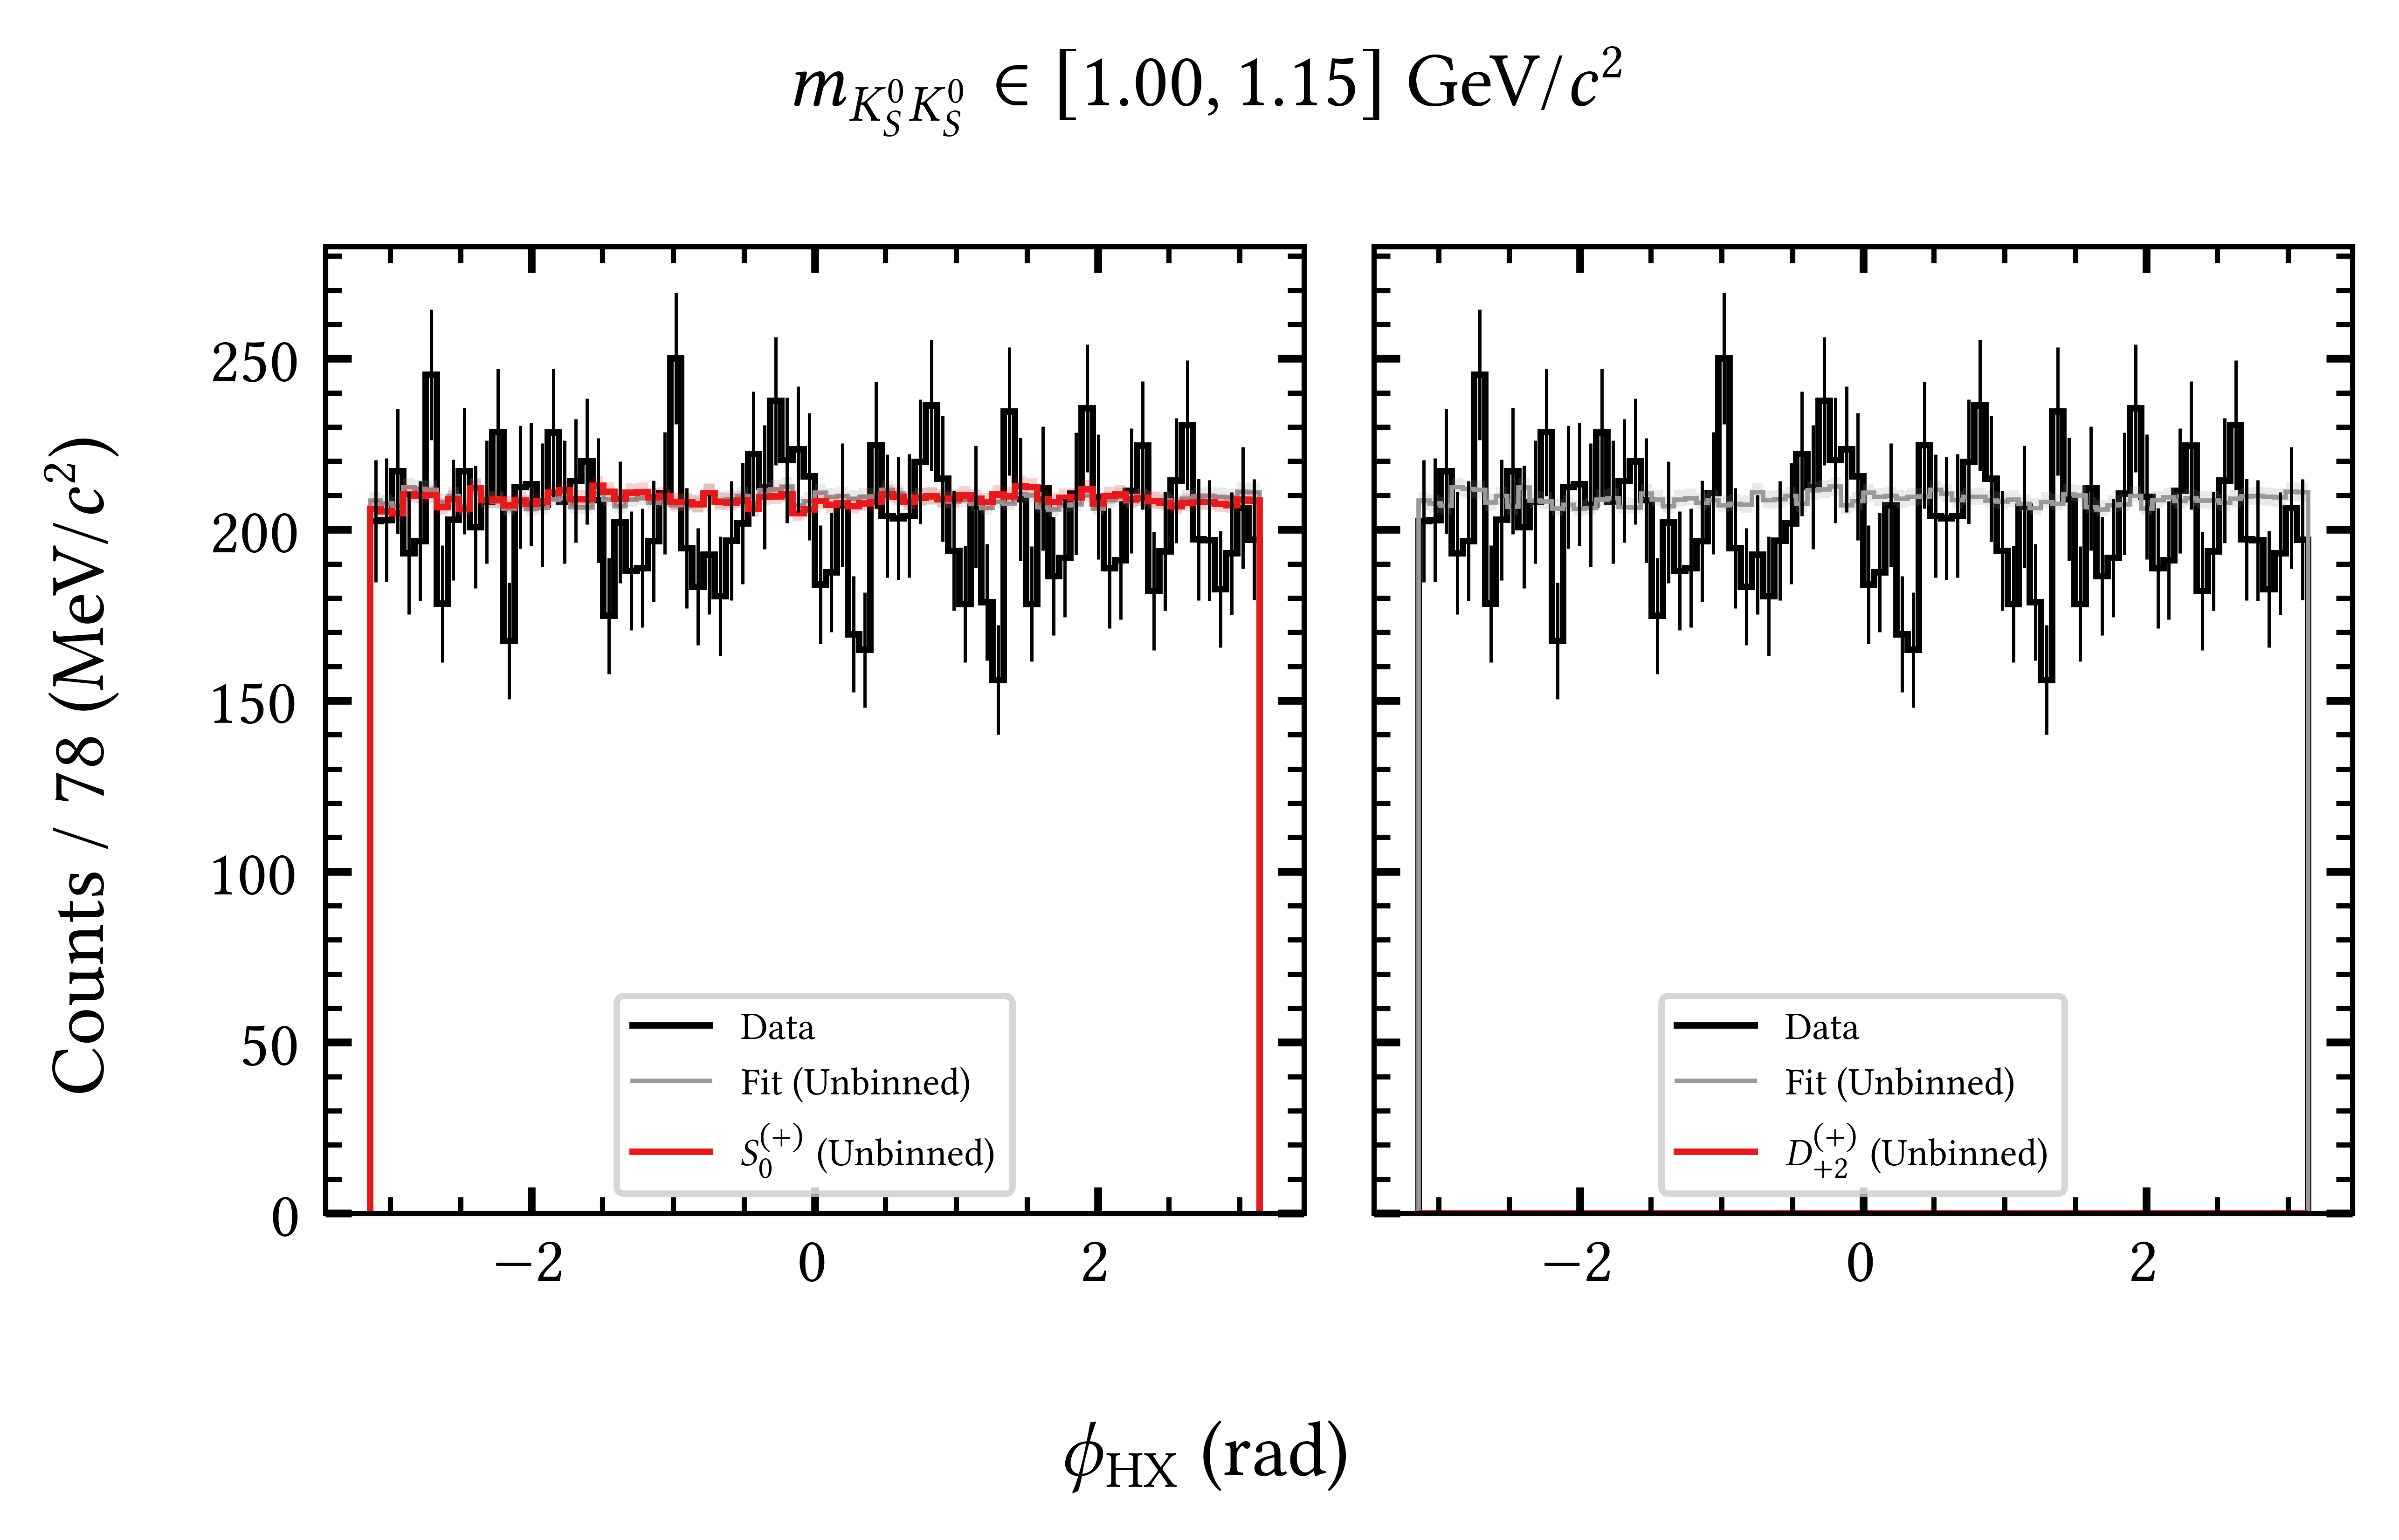 m_{K_S^0 K_S^0} ∈ [1.00, 1.15] GeV/c²
Counts / 78 (MeV/c²)
250
200
150
100
50
0
Data
Fit (Unbinned)
S_0^{(+)} (Unbinned)
Data
Fit (Unbinned)
D_{+2}^{(+)} (Unbinned)
−2 0 2
−2 0 2
ϕ_{HX} (rad)